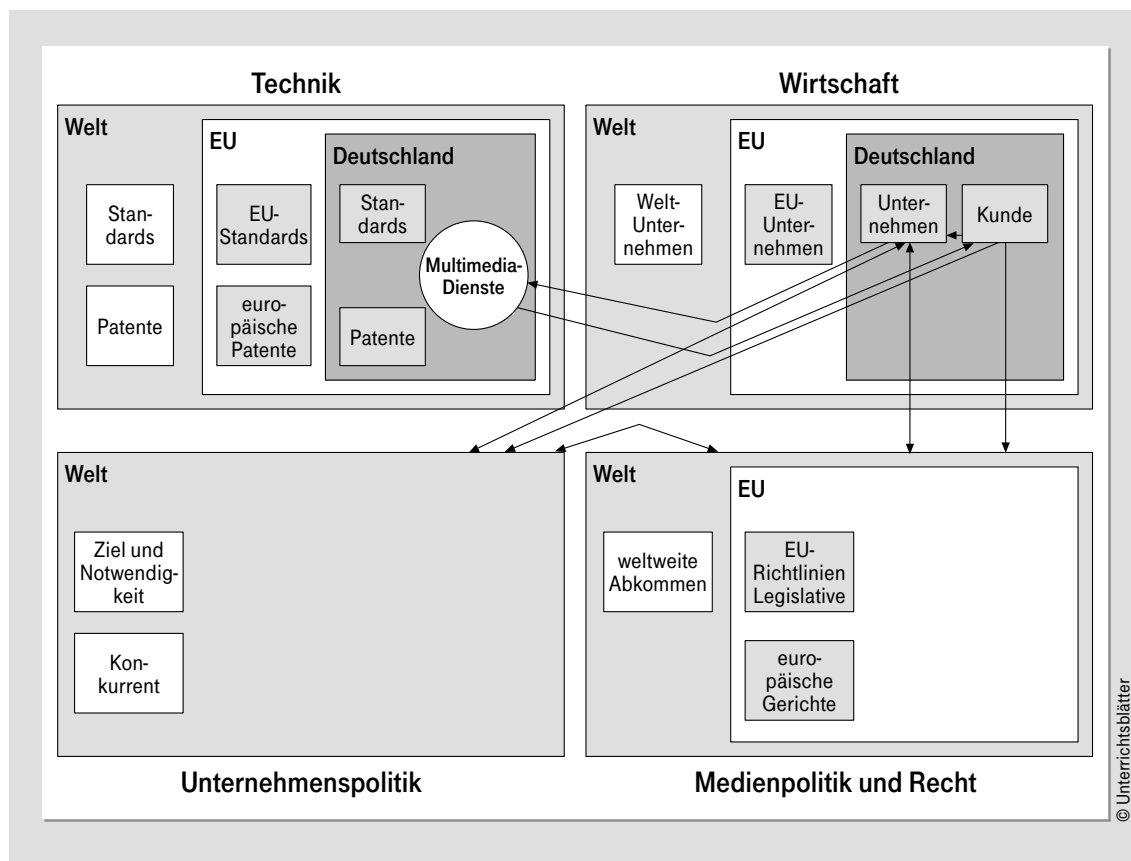 Technik
Wirtschaft
Welt
EU
Deutschland
Stan-
dards
EU-
Standards
Stan-
dards
Multimedia-
Dienste
Patente
euro-
päische
Patente
Patente
Welt
EU
Deutschland
Welt-
Unter-
nehmen
EU-
Unter-
nehmen
Unter-
nehmen
Kunde
Welt
Ziel und
Notwendig-
keit
Kon-
kurrent
Welt
EU
weltweite
Abkommen
EU-
Richtlinien
Legislative
euro-
päische
Gerichte
Unternehmenspolitik
Medienpolitik und Recht
© Unterrichtsblätter